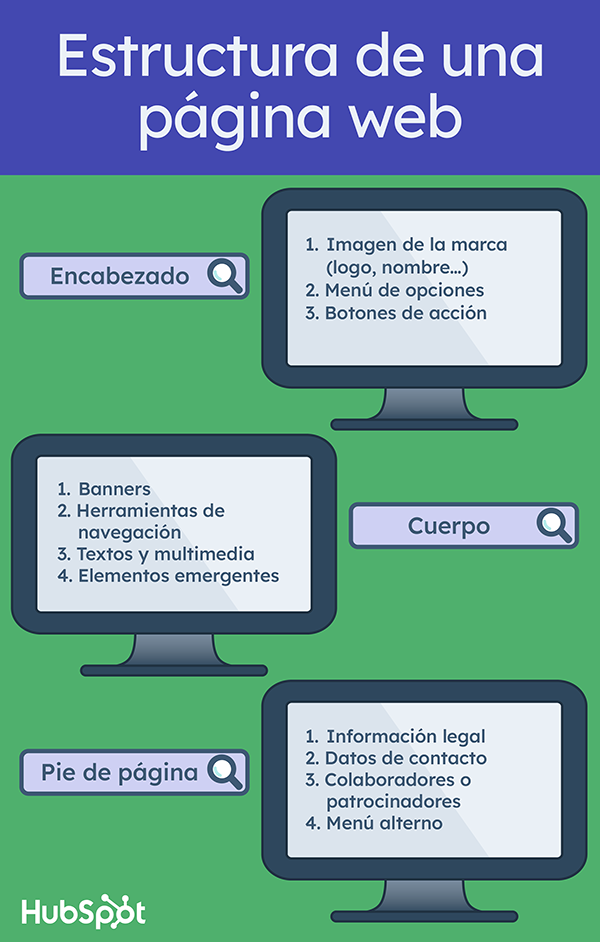 Estructura de una
página web
Encabezado
1. Imagen de la marca
(logo, nombre...)
2. Menú de opciones
3. Botones de acción
1. Banners
2. Herramientas de
navegación
3. Textos y multimedia
4. Elementos emergentes
Cuerpo
Pie de página
1. Información legal
2. Datos de contacto
3. Colaboradores o
patrocinadores
4. Menú alterno
HubSpot